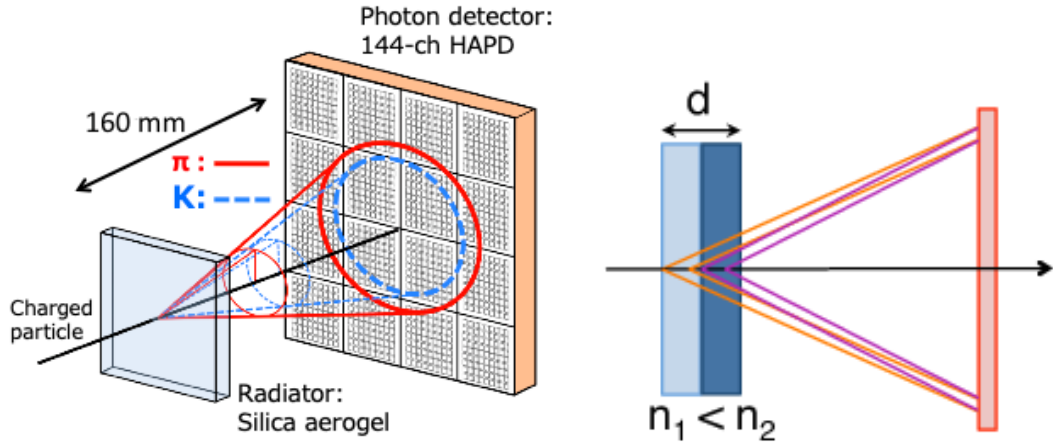 Photon detector:
144-ch HAPD
160 mm
π :
K:
Charged
particle
Radiator:
Silica aerogel
d
n₁ < n₂